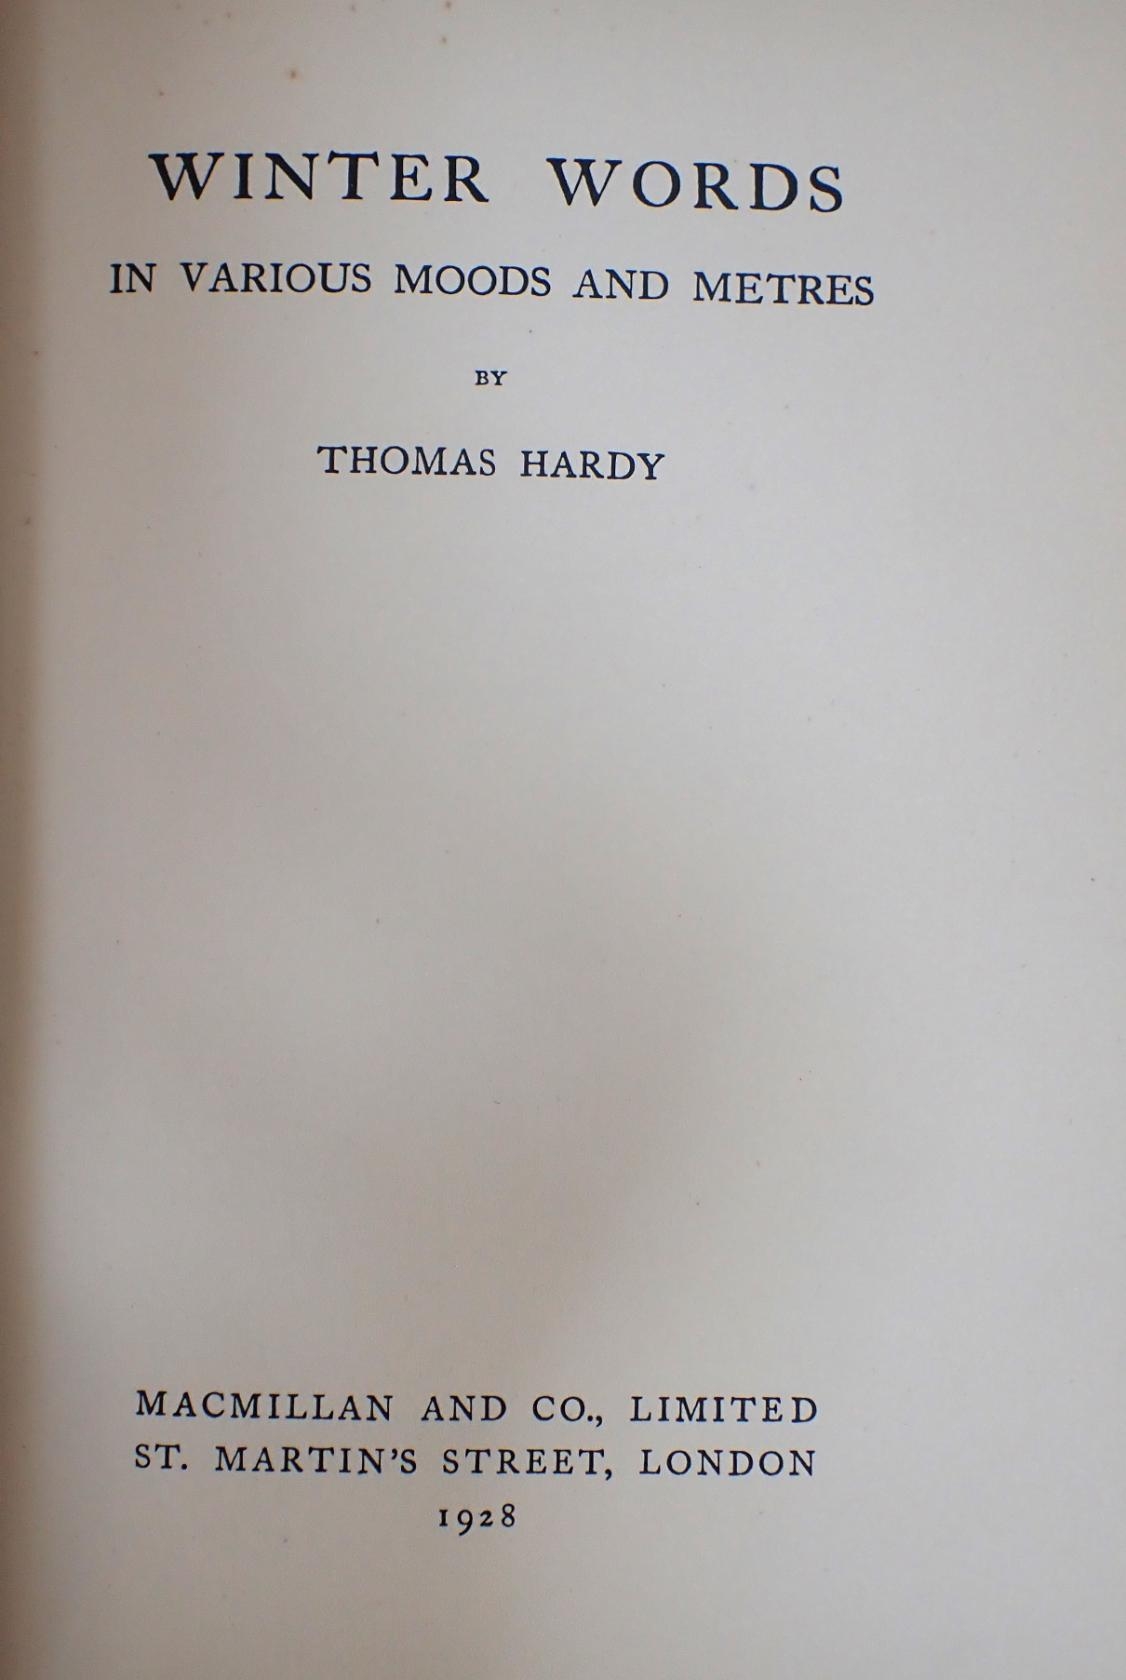 WINTER WORDS
IN VARIOUS MOODS AND METRES
BY
THOMAS HARDY
MACMILLAN AND CO., LIMITED
ST. MARTIN'S STREET, LONDON
1928